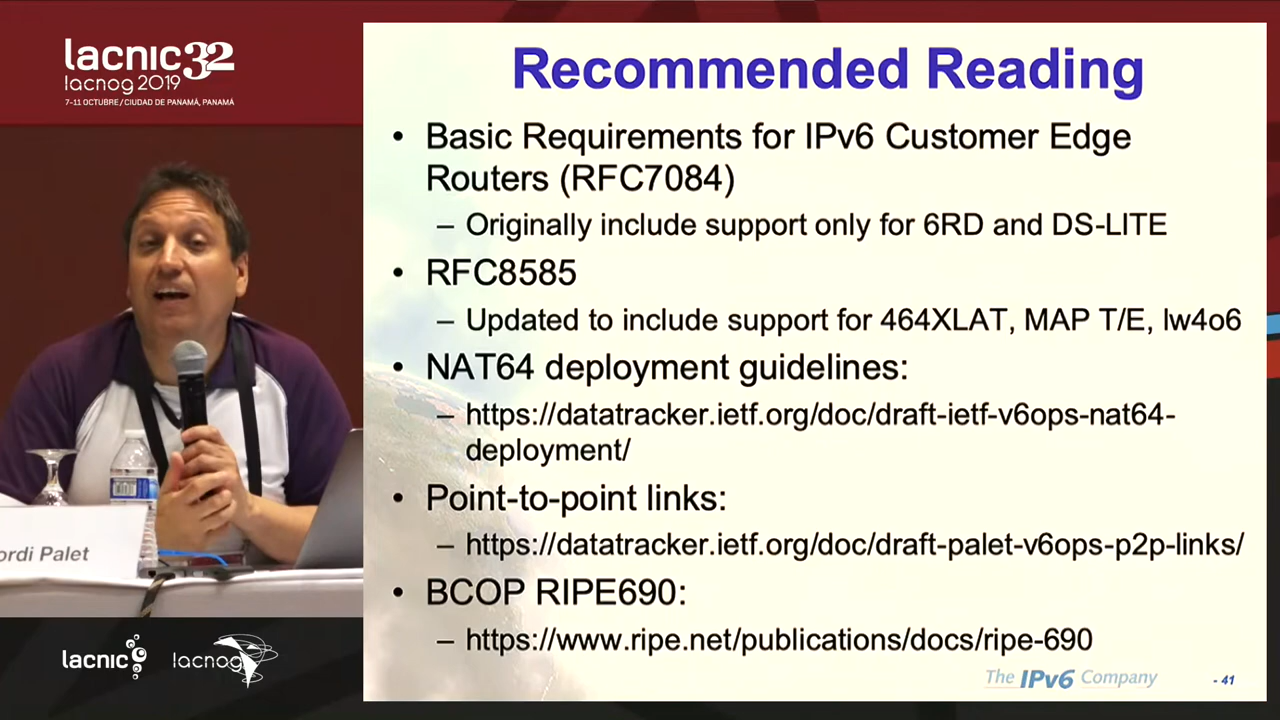 lacnic32
lacnog 2019
7-11 OCTUBRE / CIUDAD DE PANAMÁ, PANAMÁ
Recommended Reading
• Basic Requirements for IPv6 Customer Edge
Routers (RFC7084)
– Originally include support only for 6RD and DS-LITE
• RFC8585
– Updated to include support for 464XLAT, MAP T/E, lw4o6
• NAT64 deployment guidelines:
– https://datatracker.ietf.org/doc/draft-ietf-v6ops-nat64-
deployment/
• Point-to-point links:
– https://datatracker.ietf.org/doc/draft-palet-v6ops-p2p-links/
• BCOP RIPE690:
– https://www.ripe.net/publications/docs/ripe-690
The IPv6 Company
- 41
ordi Palet
lacnic
lacnog